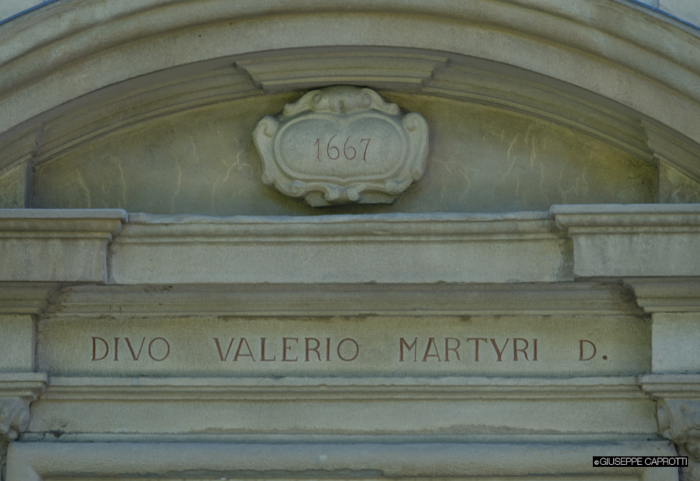 1667
DIVO VALERIO MARTYRI D.
©GIUSEPPE CAPROTTI